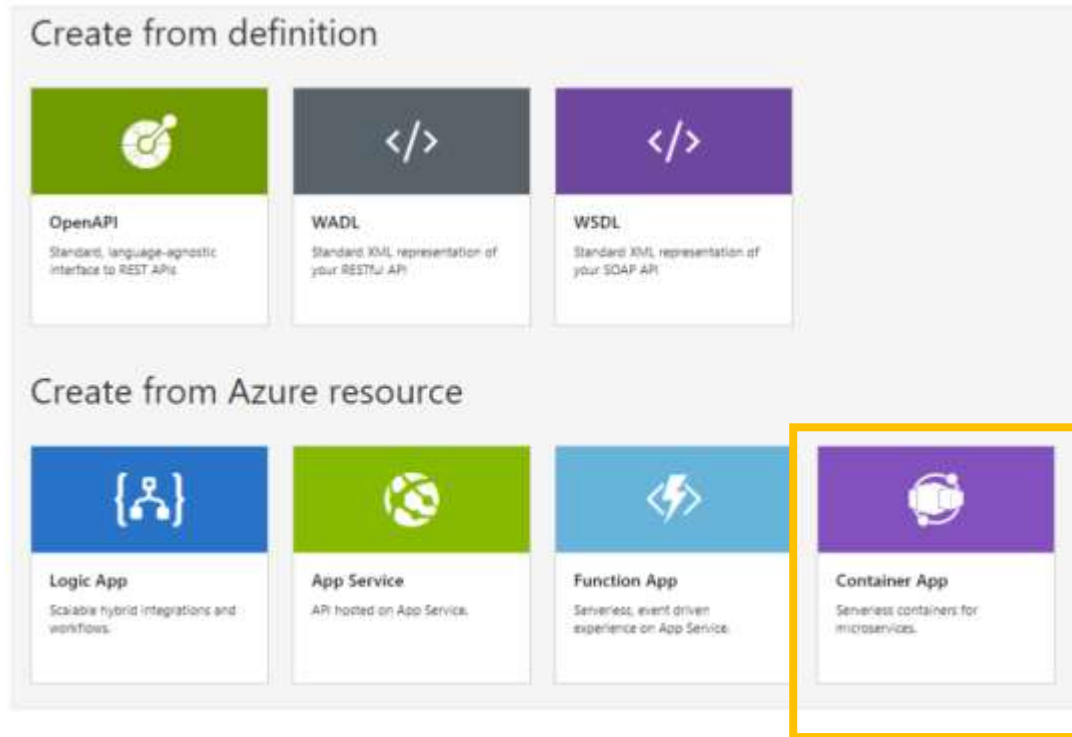 Create from definition
</>
</>
OpenAPI
Standard, language-agnostic
interface to REST APIs
WADL
Standard XML representation of
your RESTful API
WSDL
Standard XML representation of
your SOAP API
Create from Azure resource
Logic App
Scalable hybrid integrations and
workflows.
App Service
API hosted on App Service.
Function App
Serverless, event driven
experience on App Service.
Container App
Serverless containers for
microservices.